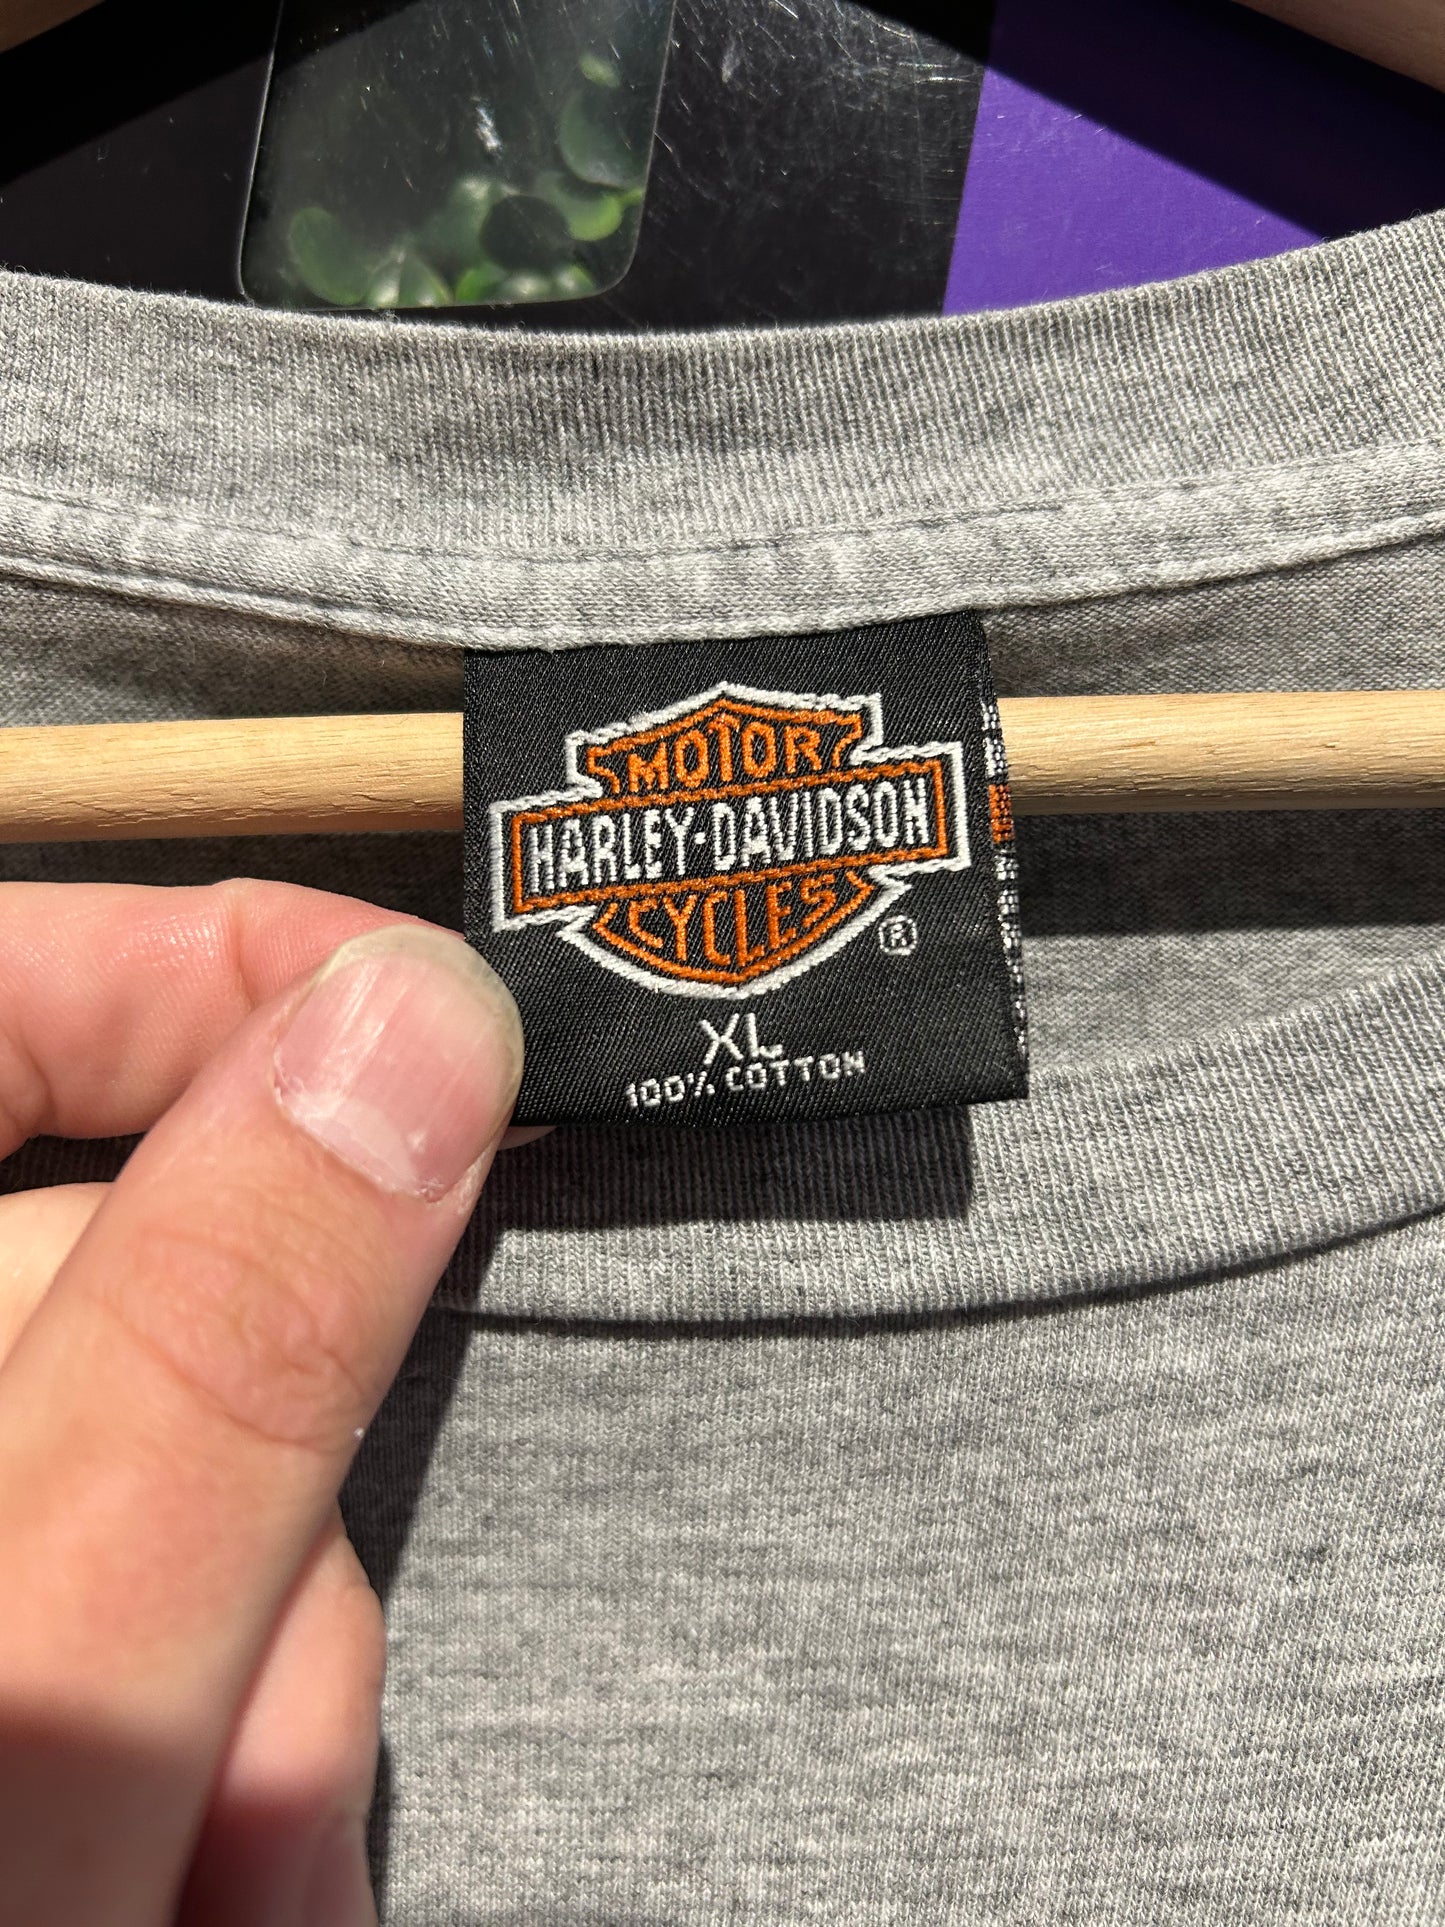 MOTOR
HARLEY-DAVIDSON
CYCLES
®
XL
100% COTTON